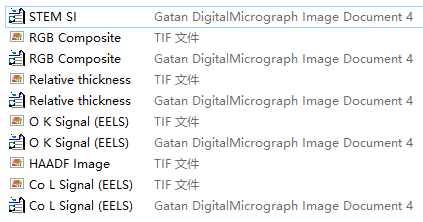 STEM SI Gatan DigitalMicrograph Image Document 4
RGB Composite TIF 文件
RGB Composite Gatan DigitalMicrograph Image Document 4
Relative thickness TIF 文件
Relative thickness Gatan DigitalMicrograph Image Document 4
O K Signal (EELS) TIF 文件
O K Signal (EELS) Gatan DigitalMicrograph Image Document 4
HAADF Image TIF 文件
Co L Signal (EELS) TIF 文件
Co L Signal (EELS) Gatan DigitalMicrograph Image Document 4